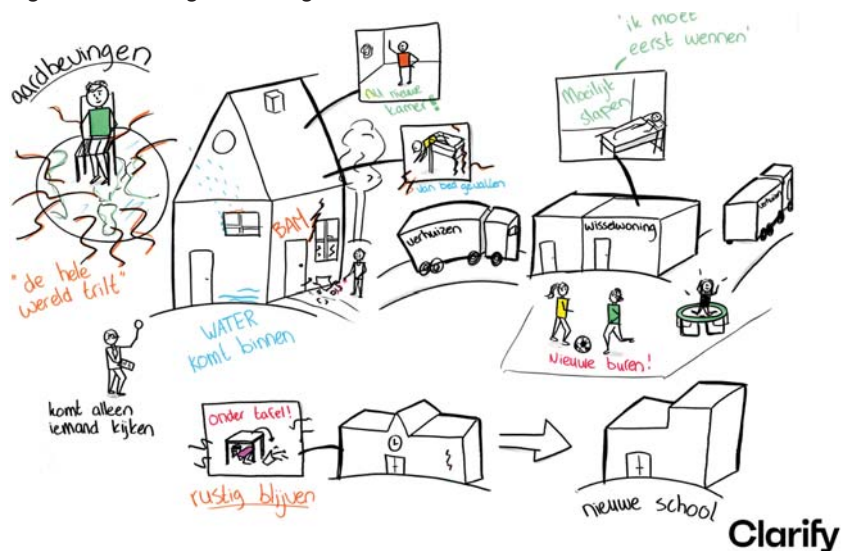 aardbevingen
"de hele
wereld trilt"
NU nieuwe
kamer!
van bed gevallen
BAM
WATER
komt binnen
komt alleen
iemand kijken
verhuizen
'ik moet
eerst wennen'
Moeilijk
slapen
wisselwoning
verhuizen
Nieuwe buren!
onder tafel!
rustig blijven
nieuwe school
Clarify